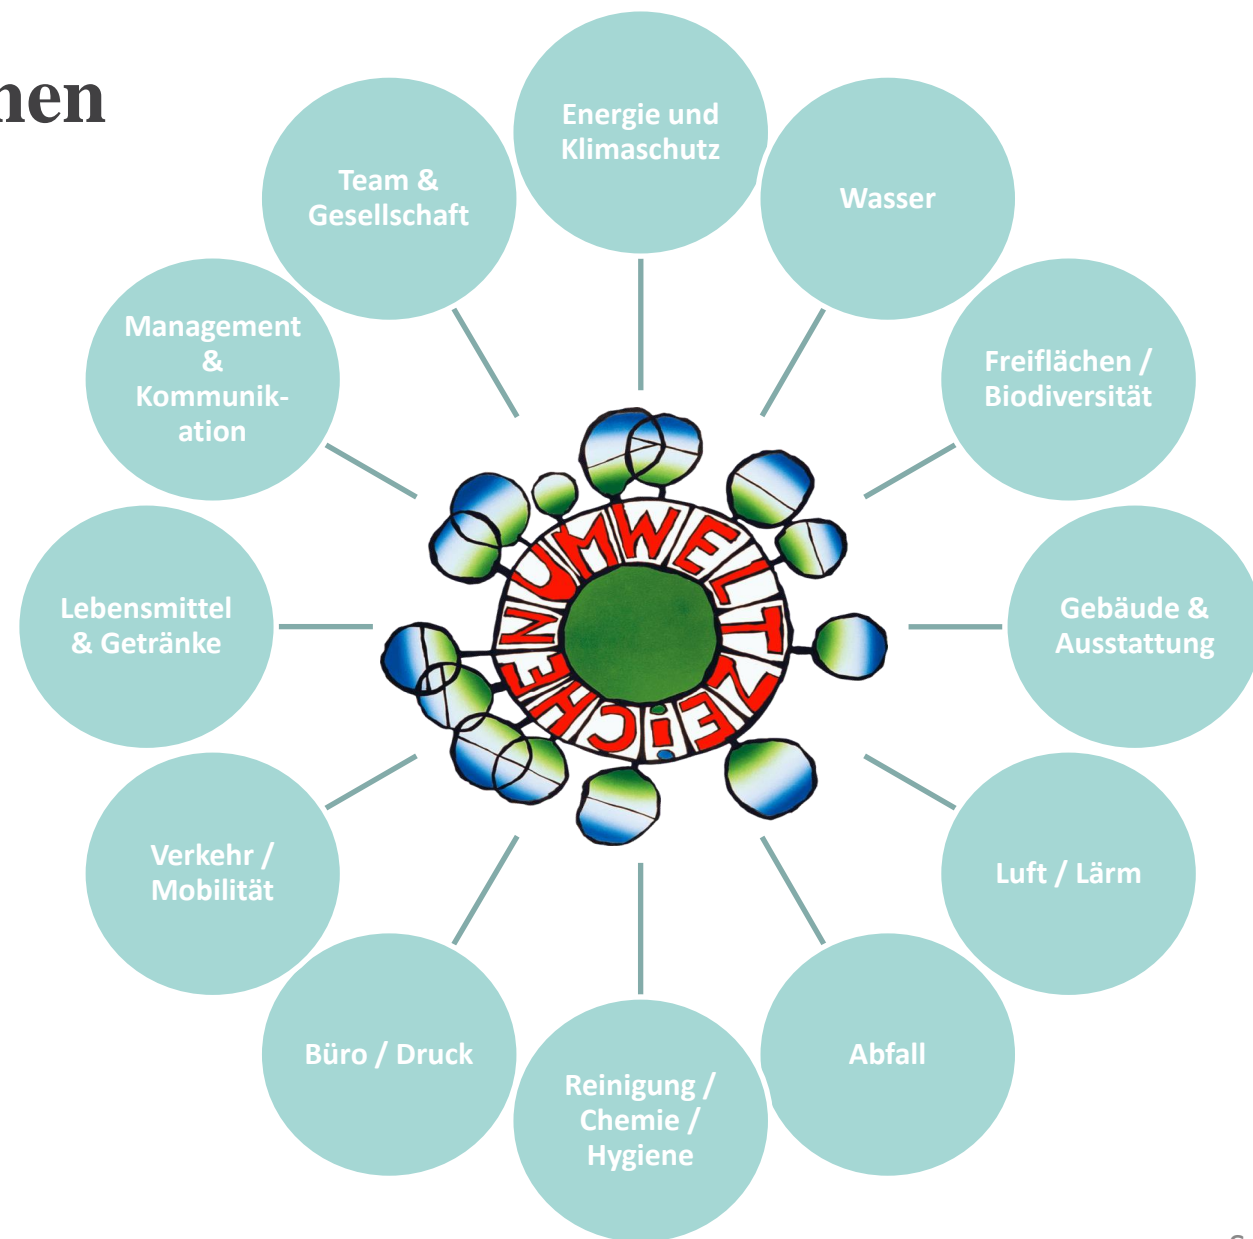 nen
Energie und
Klimaschutz
Wasser
Freiflächen /
Biodiversität
Gebäude &
Ausstattung
Luft / Lärm
Abfall
Reinigung /
Chemie /
Hygiene
Büro / Druck
Verkehr /
Mobilität
Lebensmittel
& Getränke
Management
&
Kommunik-
ation
Team &
Gesellschaft
UMWELTZEiCHEN